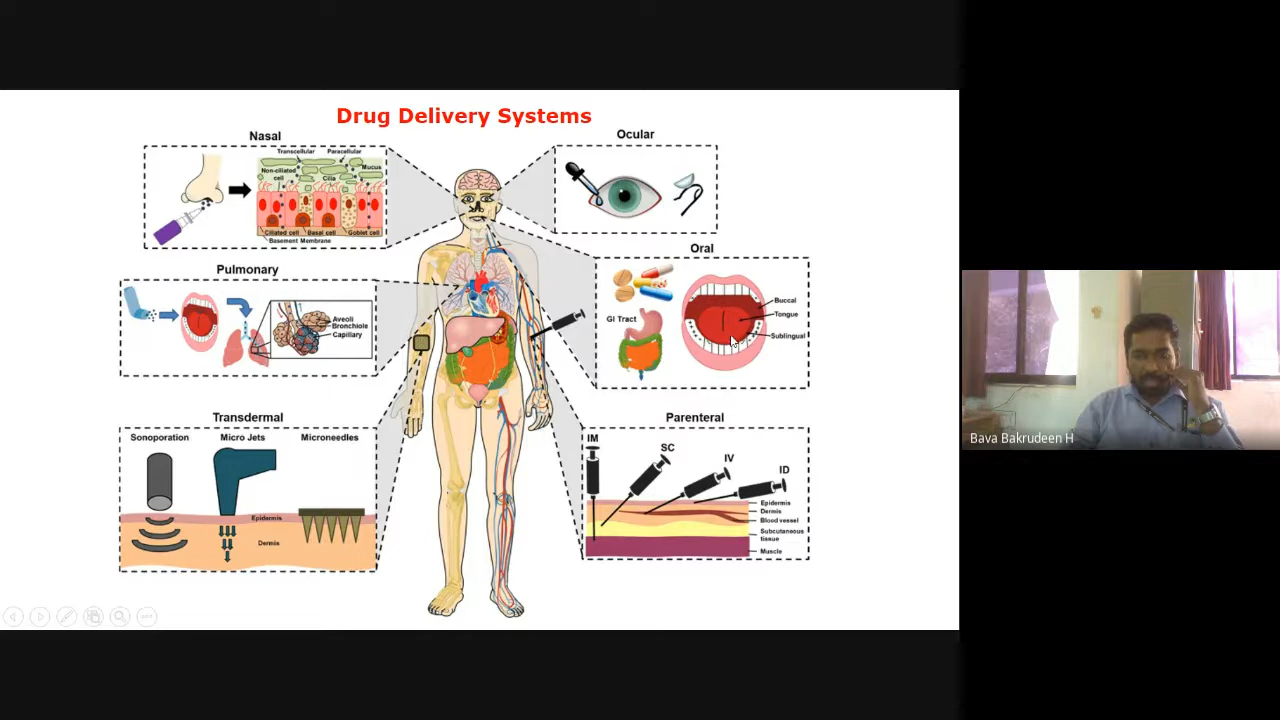 Drug Delivery Systems
Nasal
Transcellular Paracellular
Mucus
Non-ciliated
cell
Cilia
Ciliated cell Basal cell Goblet cell
Basement Membrane
Ocular
Pulmonary
Aveoli
Bronchiole
Capillary
Oral
GI Tract
Buccal
Tongue
Sublingual
Transdermal
Sonoporation Micro Jets Microneedles
Epidermis
Dermis
Parenteral
IM
SC
IV
ID
Epidermis
Dermis
Blood vessel
Subcutaneous
tissue
Muscle
Bava Bakrudeen H